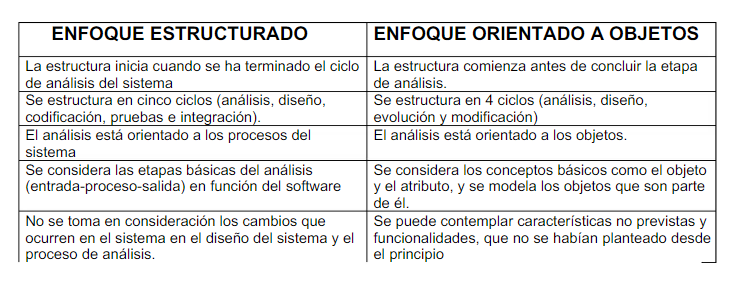 ENFOQUE ESTRUCTURADO
ENFOQUE ORIENTADO A OBJETOS
La estructura inicia cuando se ha terminado el ciclo
de análisis del sistema
La estructura comienza antes de concluir la etapa
de análisis.
Se estructura en cinco ciclos (análisis, diseño,
codificación, pruebas e integración).
Se estructura en 4 ciclos (análisis, diseño,
evolución y modificación)
El análisis está orientado a los procesos del
sistema
El análisis está orientado a los objetos.
Se considera las etapas básicas del análisis
(entrada-proceso-salida) en función del software
Se considera los conceptos básicos como el objeto
y el atributo, y se modela los objetos que son parte
de él.
No se toma en consideración los cambios que
ocurren en el sistema en el diseño del sistema y el
proceso de análisis.
Se puede contemplar características no previstas y
funcionalidades, que no se habían planteado desde
el principio